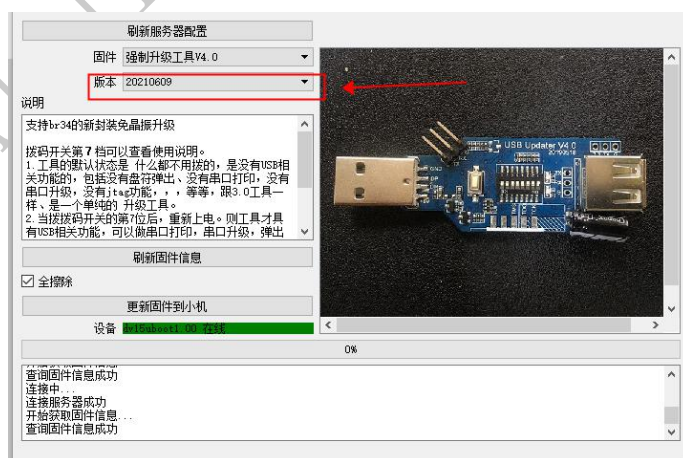 刷新服务器配置
固件 强制升级工具V4.0
版本 20210609
说明
支持br34的新封装免晶振升级
拨码开关第7档可以查看使用说明。
1.工具的默认状态是 什么都不用拨的，是没有USB相
关功能的，包括没有盘符弹出、没有串口打印，没有
串口升级，没有jtag功能，，，等等，跟3.0工具一
样、是一个单纯的 升级工具。
2.当拨拨码开关的第7位后，重新上电。则工具才具
有USB相关功能，可以做串口打印，串口升级，弹出
刷新固件信息
全擦除
更新固件到小机
设备 dv15uboot1.00 在线
USB Updater V4.0
GND
DP
0%
查询固件信息成功
连接中...
连接服务器成功
开始获取固件信息...
查询固件信息成功